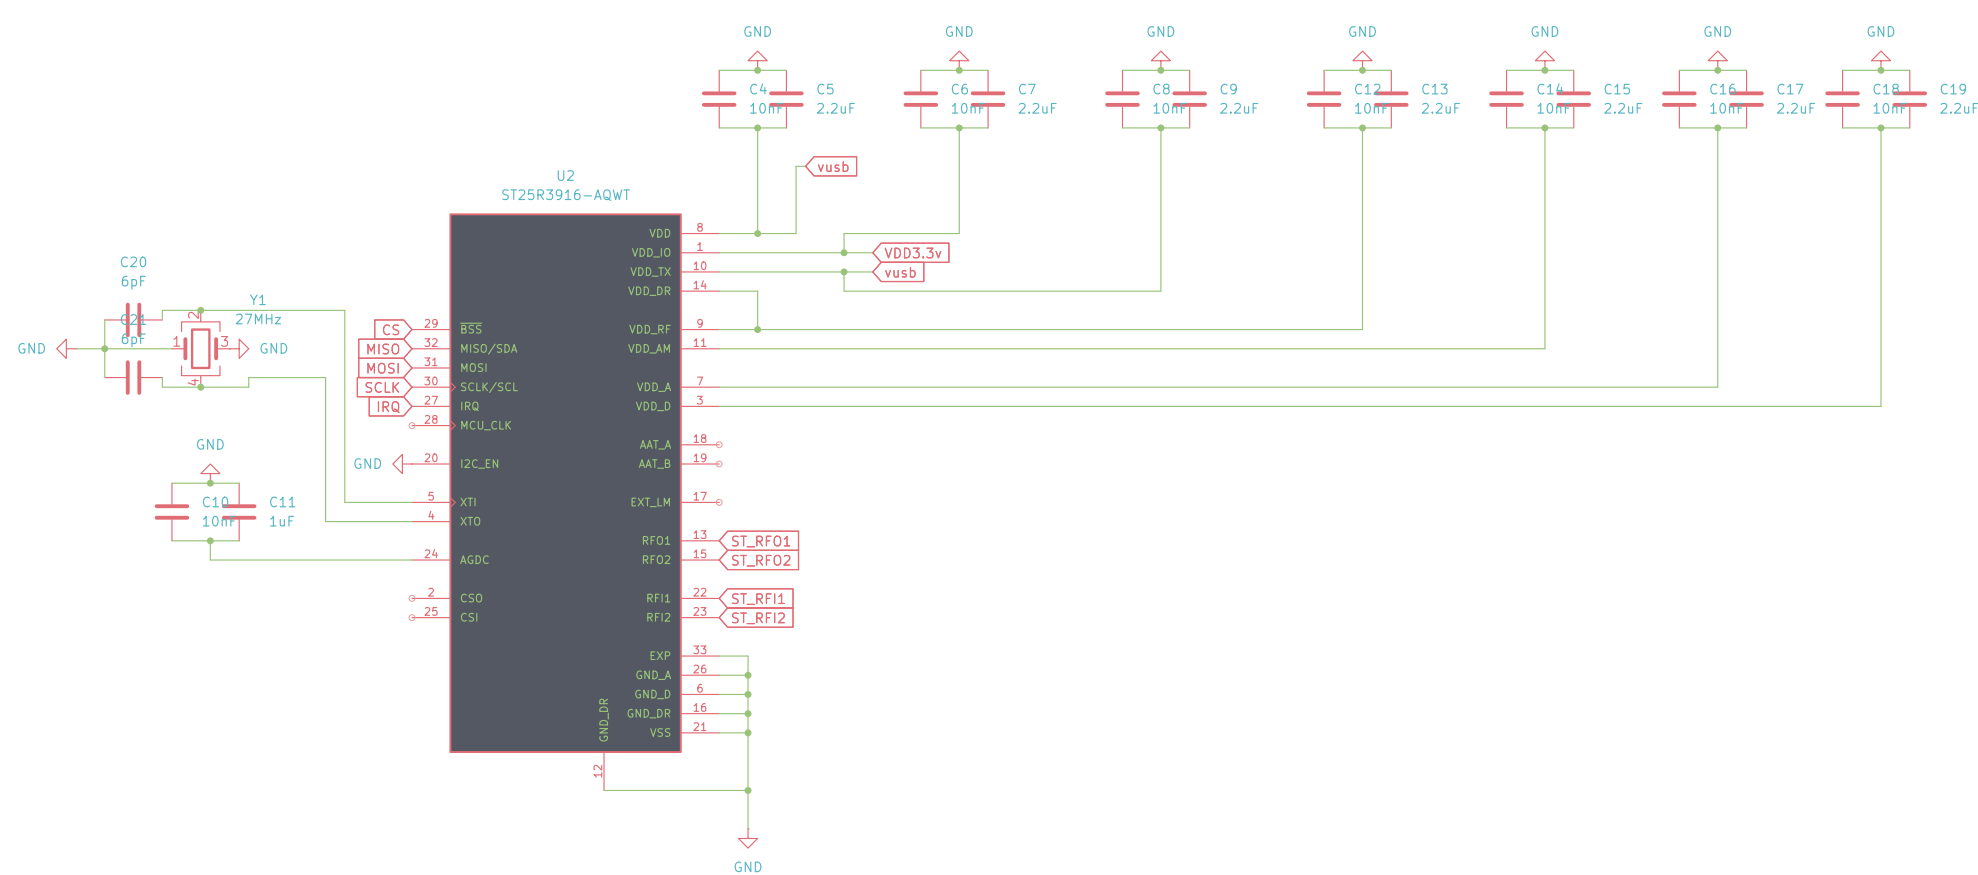 GND
GND
GND
GND
GND
GND
GND
C4
10nF
C5
2.2uF
C6
10nF
C7
2.2uF
C8
10nF
C9
2.2uF
C12
10nF
C13
2.2uF
C14
10nF
C15
2.2uF
C16
10nF
C17
2.2uF
C18
10nF
C19
2.2uF
vusb
U2
ST25R3916-AQWT
VDD 8
VDD_IO 1
VDD3.3v
VDD_TX 10
vusb
VDD_DR 14
VDD_RF 9
VDD_AM 11
VDD_A 7
VDD_D 3
AAT_A 18
AAT_B 19
EXT_LM 17
RFO1 13
ST_RFO1
RFO2 15
ST_RFO2
RFI1 22
ST_RFI1
RFI2 23
ST_RFI2
EXP 33
GND_A 26
GND_D 6
GND_DR 16
VSS 21
GND_DR
12
GND
C20
6pF
C21
6pF
Y1
27MHz
2
1
3
4
GND
GND
CS
29 BSS
MISO
32 MISO/SDA
MOSI
31 MOSI
SCLK
30 SCLK/SCL
IRQ
27 IRQ
28 MCU_CLK
GND
20 I2C_EN
5 XTI
4 XTO
24 AGDC
2 CSO
25 CSI
GND
C10
10nF
C11
1uF